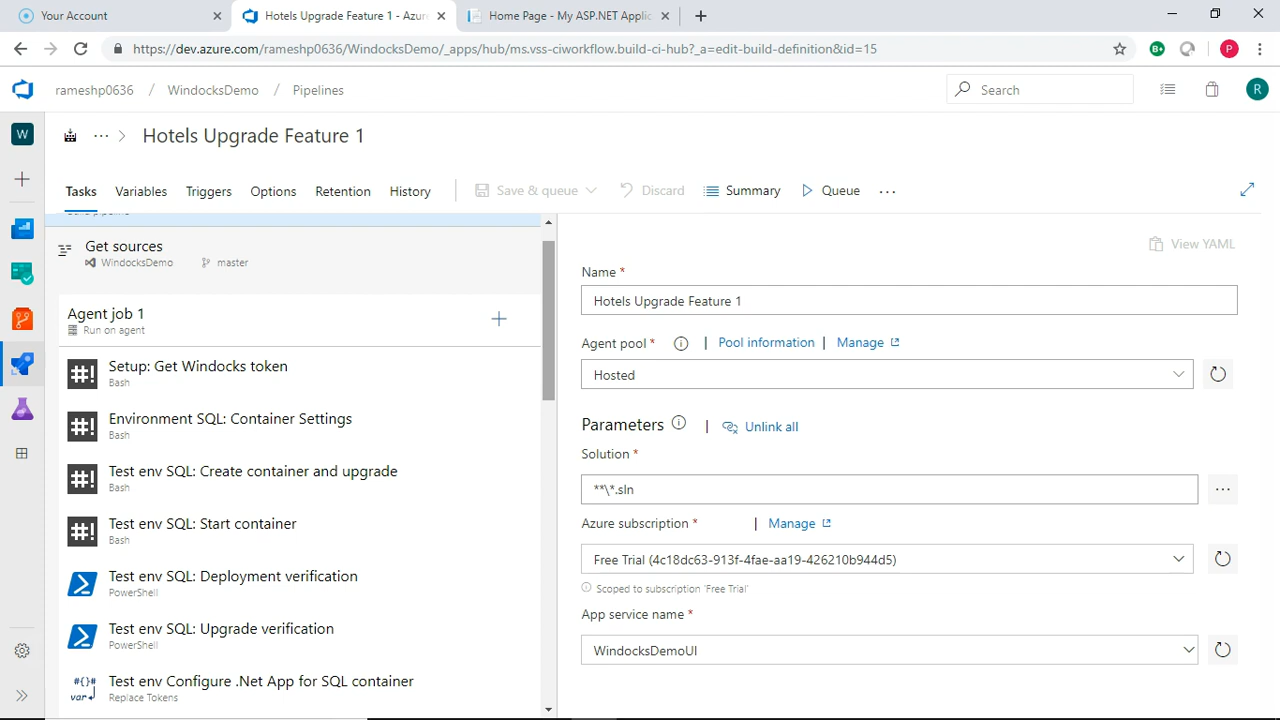 Your Account
Hotels Upgrade Feature 1 - Azur
Home Page - My ASP.NET Applic
https://dev.azure.com/rameshp0636/WindocksDemo/_apps/hub/ms.vss-ciworkflow.build-ci-hub?_a=edit-build-definition&id=15
B+
P
rameshp0636 / WindocksDemo / Pipelines
Search
R
W
... > Hotels Upgrade Feature 1
Tasks Variables Triggers Options Retention History
Save & queue Discard Summary Queue ...
Build pipeline
Get sources
WindocksDemo master
Agent job 1
Run on agent
#! Setup: Get Windocks token
Bash
#! Environment SQL: Container Settings
Bash
#! Test env SQL: Create container and upgrade
Bash
#! Test env SQL: Start container
Bash
Test env SQL: Deployment verification
PowerShell
Test env SQL: Upgrade verification
PowerShell
#{}# Test env Configure .Net App for SQL container
var Replace Tokens
View YAML
Name *
Hotels Upgrade Feature 1
Agent pool * | Pool information | Manage
Hosted
Parameters | Unlink all
Solution *
**\*.sln
...
Azure subscription * | Manage
Free Trial (4c18dc63-913f-4fae-aa19-426210b944d5)
Scoped to subscription 'Free Trial'
App service name *
WindocksDemoUI